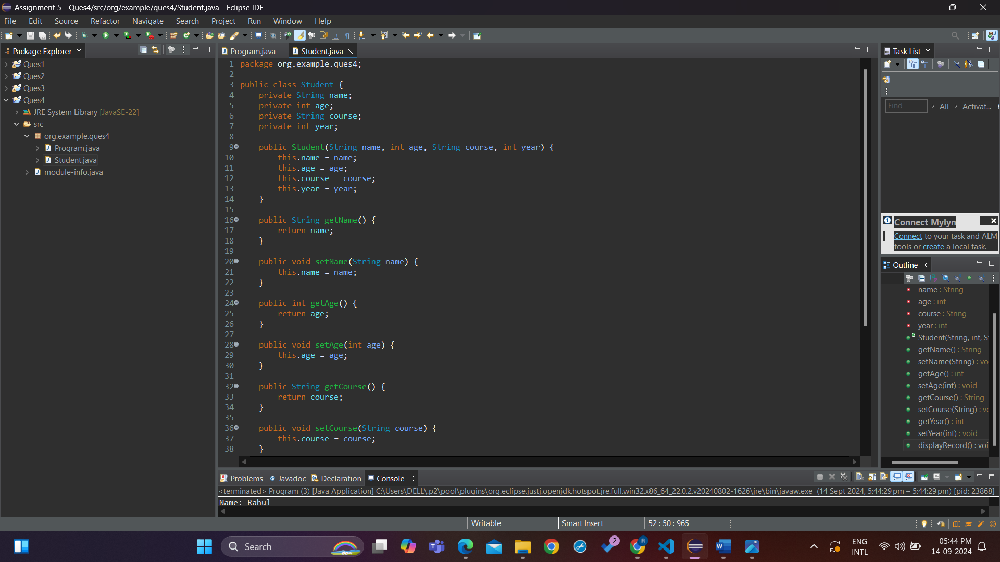 Assignment 5 - Ques4/src/org/example/ques4/Student.java - Eclipse IDE
File Edit Source Refactor Navigate Search Project Run Window Help
Package Explorer
Ques1
Ques2
Ques3
Ques4
JRE System Library [JavaSE-22]
src
org.example.ques4
Program.java
Student.java
module-info.java
Program.java
Student.java
1 package org.example.ques4;
2
3 public class Student {
4 private String name;
5 private int age;
6 private String course;
7 private int year;
8
9 public Student(String name, int age, String course, int year) {
10 this.name = name;
11 this.age = age;
12 this.course = course;
13 this.year = year;
14 }
15
16 public String getName() {
17 return name;
18 }
19
20 public void setName(String name) {
21 this.name = name;
22 }
23
24 public int getAge() {
25 return age;
26 }
27
28 public void setAge(int age) {
29 this.age = age;
30 }
31
32 public String getCourse() {
33 return course;
34 }
35
36 public void setCourse(String course) {
37 this.course = course;
38 }
Task List
Find All Activat...
Connect Mylyn
Connect to your task and ALM
tools or create a local task.
Outline
name : String
age : int
course : String
year : int
Student(String, int, S
getName() : String
setName(String) : vo
getAge() : int
setAge(int) : void
getCourse() : String
setCourse(String) : vo
getYear() : int
setYear(int) : void
displayRecord() : voi
Problems Javadoc Declaration Console
<terminated> Program (3) [Java Application] C:\Users\DELL\.p2\pool\plugins\org.eclipse.justj.openjdk.hotspot.jre.full.win32.x86_64_22.0.2.v20240802-1626\jre\bin\javaw.exe (14 Sept 2024, 5:44:29 pm – 5:44:29 pm) [pid: 23868]
Name: Rahul
Writable Smart Insert 52 : 50 : 965
Search
2
R
ENG
INTL
05:44 PM
14-09-2024